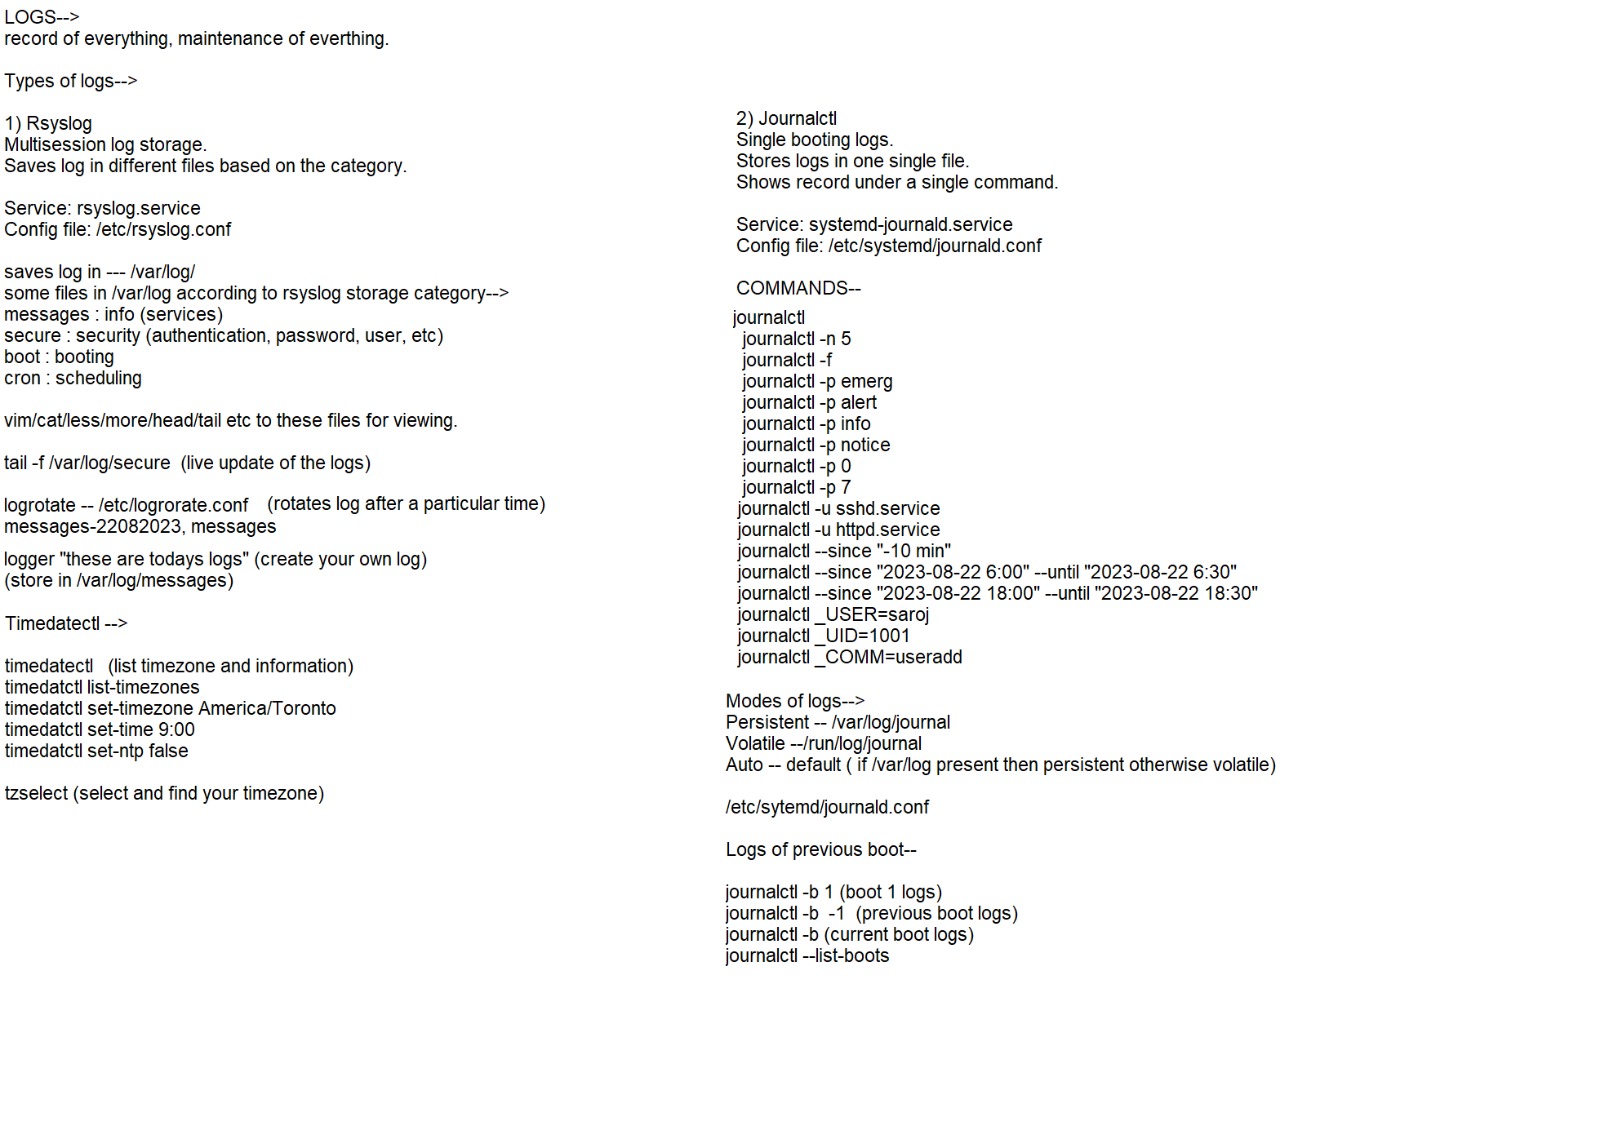 LOGS-->
record of everything, maintenance of everthing.
Types of logs-->
1) Rsyslog
Multisession log storage.
Saves log in different files based on the category.
Service: rsyslog.service
Config file: /etc/rsyslog.conf
saves log in --- /var/log/
some files in /var/log according to rsyslog storage category-->
messages : info (services)
secure : security (authentication, password, user, etc)
boot : booting
cron : scheduling
vim/cat/less/more/head/tail etc to these files for viewing.
tail -f /var/log/secure  (live update of the logs)
logrotate -- /etc/logrorate.conf    (rotates log after a particular time)
messages-22082023, messages
logger "these are todays logs" (create your own log)
(store in /var/log/messages)
Timedatectl -->
timedatectl   (list timezone and information)
timedatctl list-timezones
timedatctl set-timezone America/Toronto
timedatctl set-time 9:00
timedatctl set-ntp false
tzselect (select and find your timezone)
2) Journalctl
Single booting logs.
Stores logs in one single file.
Shows record under a single command.
Service: systemd-journald.service
Config file: /etc/systemd/journald.conf
COMMANDS--
journalctl
journalctl -n 5
journalctl -f
journalctl -p emerg
journalctl -p alert
journalctl -p info
journalctl -p notice
journalctl -p 0
journalctl -p 7
journalctl -u sshd.service
journalctl -u httpd.service
journalctl --since "-10 min"
journalctl --since "2023-08-22 6:00" --until "2023-08-22 6:30"
journalctl --since "2023-08-22 18:00" --until "2023-08-22 18:30"
journalctl _USER=saroj
journalctl _UID=1001
journalctl _COMM=useradd
Modes of logs-->
Persistent -- /var/log/journal
Volatile --/run/log/journal
Auto -- default ( if /var/log present then persistent otherwise volatile)
/etc/sytemd/journald.conf
Logs of previous boot--
journalctl -b 1 (boot 1 logs)
journalctl -b  -1  (previous boot logs)
journalctl -b (current boot logs)
journalctl --list-boots